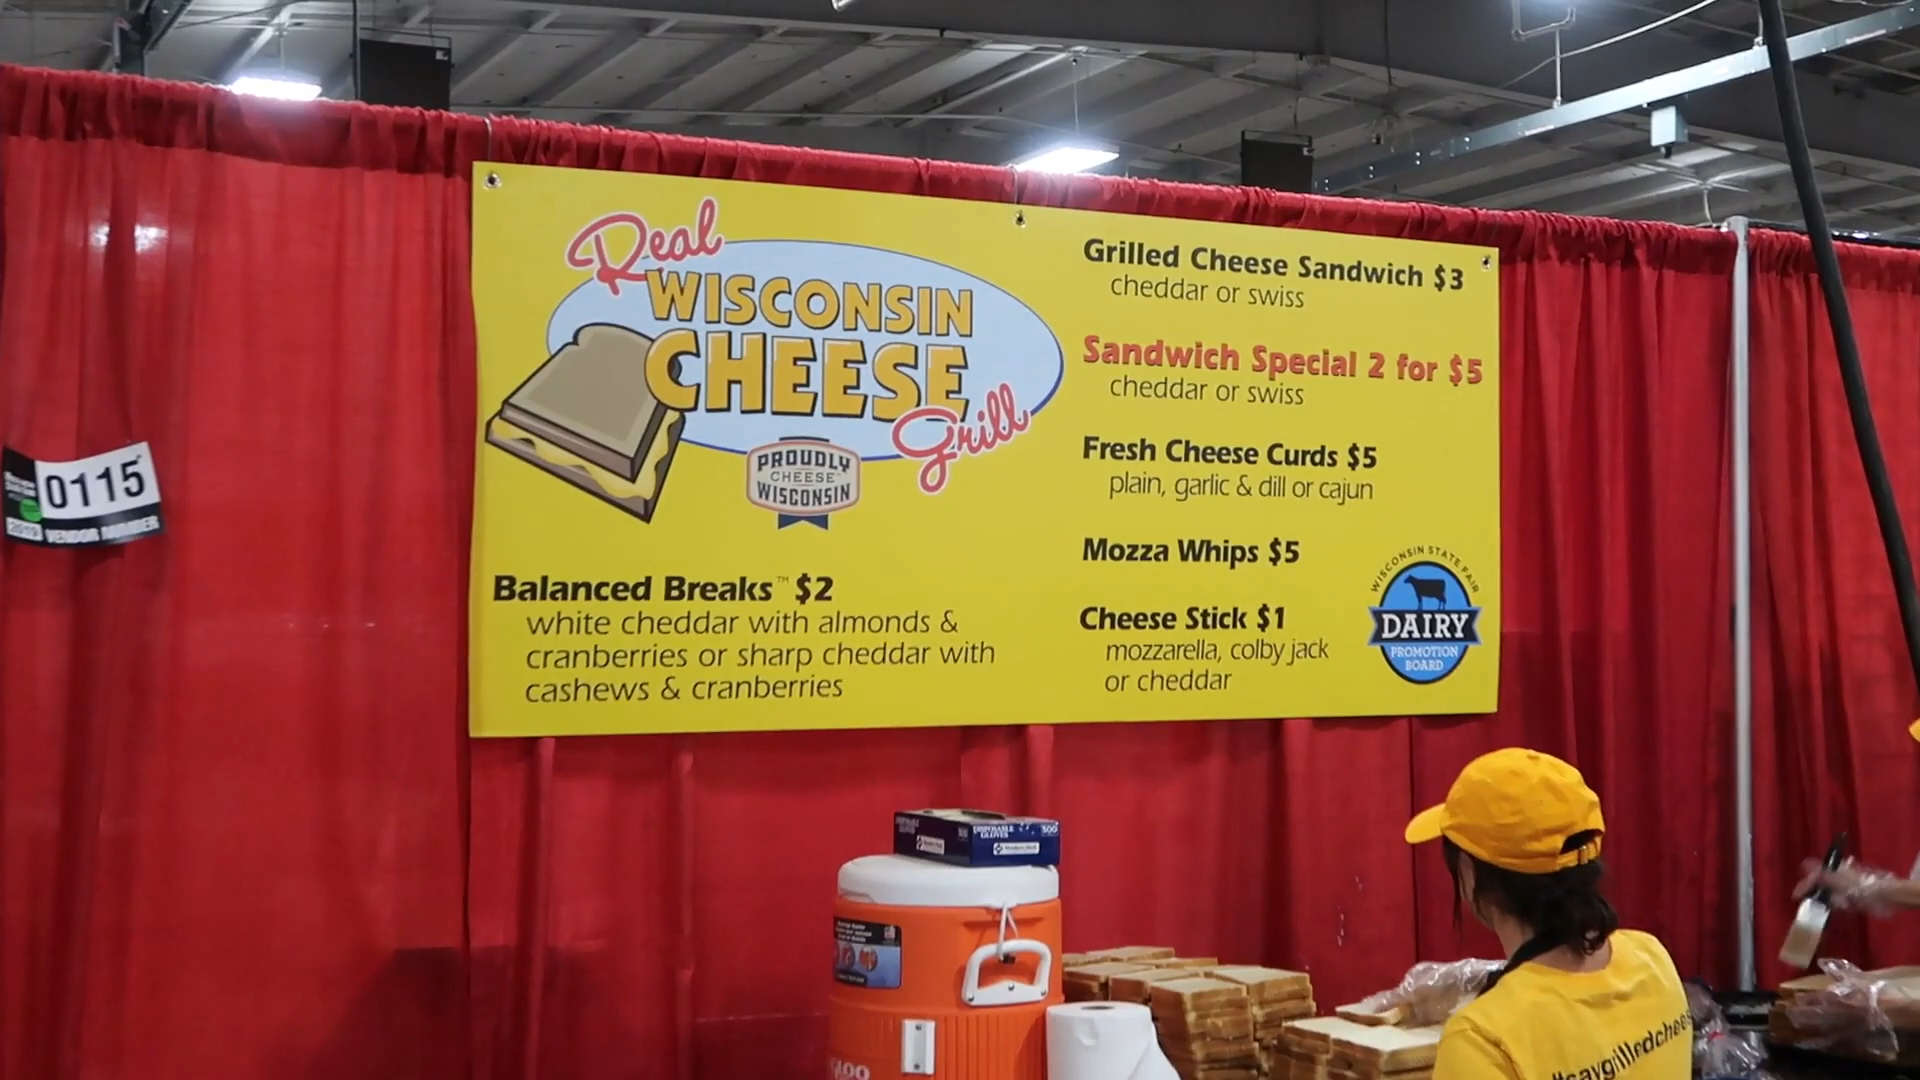 Real
WISCONSIN
CHEESE
Grill
PROUDLY
CHEESE
WISCONSIN
Balanced Breaks™ $2
white cheddar with almonds &
cranberries or sharp cheddar with
cashews & cranberries
Grilled Cheese Sandwich $3
cheddar or swiss
Sandwich Special 2 for $5
cheddar or swiss
Fresh Cheese Curds $5
plain, garlic & dill or cajun
Mozza Whips $5
Cheese Stick $1
mozzarella, colby jack
or cheddar
WISCONSIN STATE FAIR
DAIRY
PROMOTION
BOARD
0115
2019 VENDOR NUMBER
DISPOSABLE
GLOVES
500
#saygrilledchees